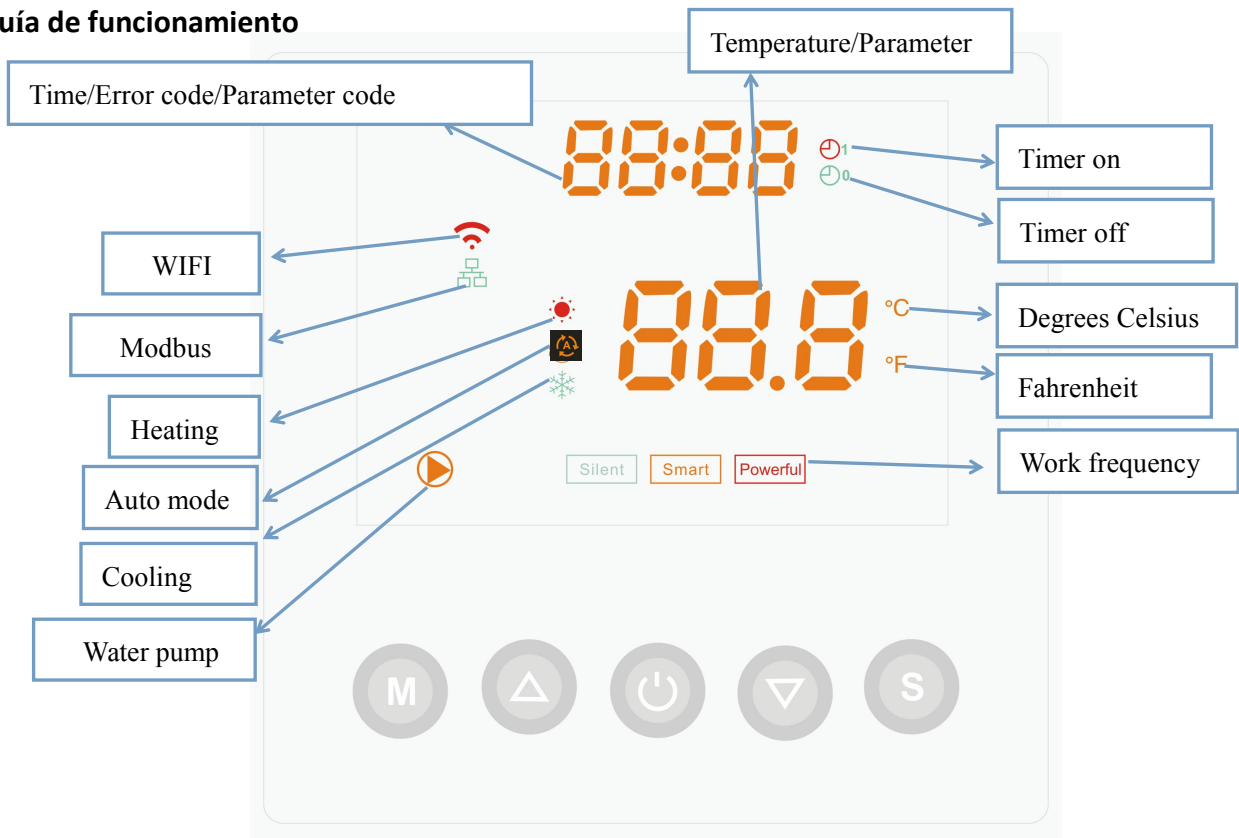 uía de funcionamiento
Temperature/Parameter
Time/Error code/Parameter code
88:88
1
Timer on
0
Timer off
WIFI
Modbus
88.8
°C
Degrees Celsius
A
°F
Fahrenheit
Heating
Silent
Smart
Powerful
Work frequency
Auto mode
Cooling
Water pump
M
S